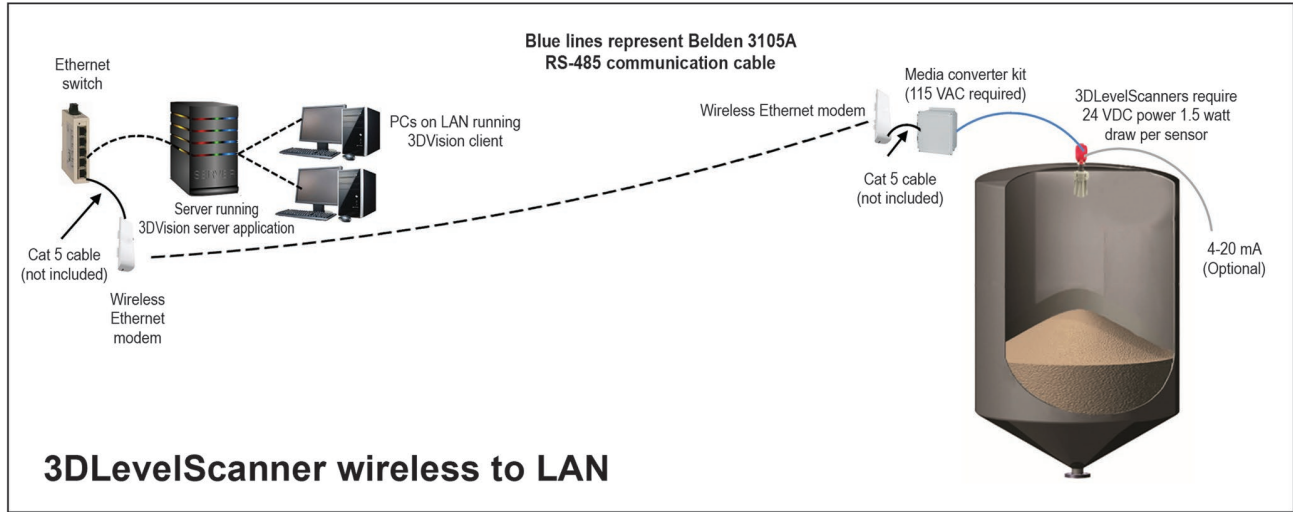 Blue lines represent Belden 3105A
RS-485 communication cable
Ethernet
switch
PCs on LAN running
3DVision client
Server running
3DVision server application
Cat 5 cable
(not included)
Wireless
Ethernet
modem
Wireless Ethernet modem
Media converter kit
(115 VAC required)
Cat 5 cable
(not included)
3DLevelScanners require
24 VDC power 1.5 watt
draw per sensor
4-20 mA
(Optional)
3DLevelScanner wireless to LAN